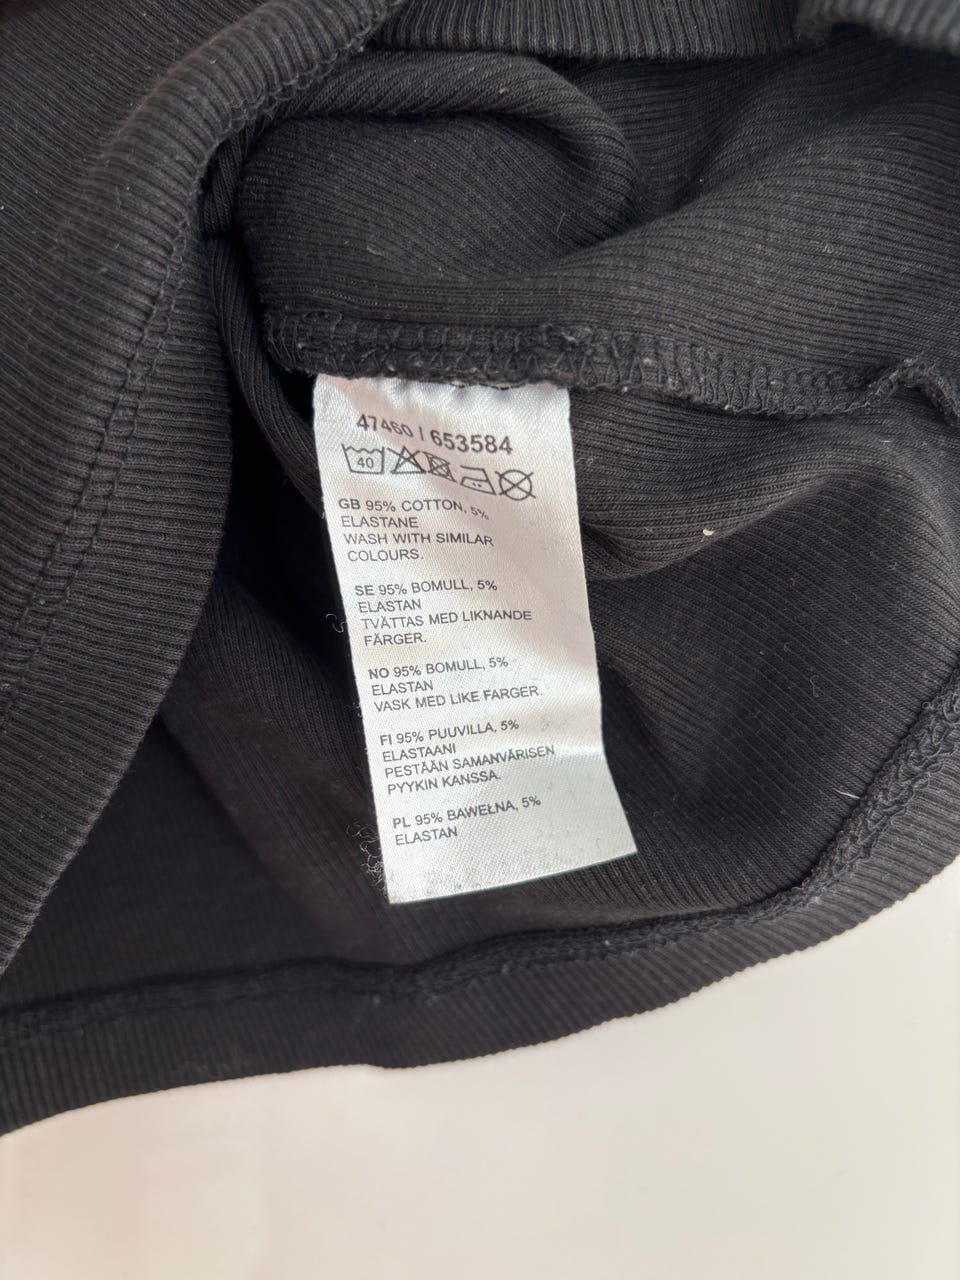 47460 | 653584
40
GB 95% COTTON, 5%
ELASTANE
WASH WITH SIMILAR
COLOURS.
SE 95% BOMULL, 5%
ELASTAN
TVÄTTAS MED LIKNANDE
FÄRGER.
NO 95% BOMULL, 5%
ELASTAN
VASK MED LIKE FARGER.
FI 95% PUUVILLA, 5%
ELASTAANI
PESTÄÄN SAMANVÄRISEN
PYYKIN KANSSA.
PL 95% BAWEŁNA, 5%
ELASTAN